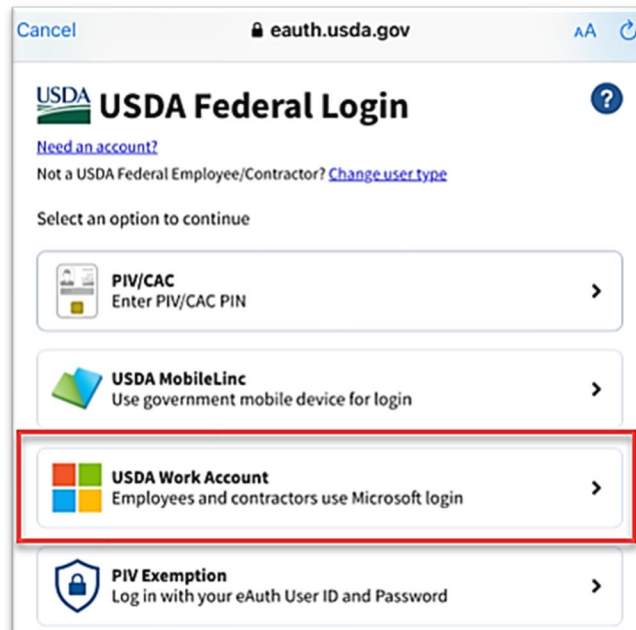 Cancel
eauth.usda.gov
AA
USDA
USDA Federal Login
?
Need an account?
Not a USDA Federal Employee/Contractor? Change user type
Select an option to continue
PIV/CAC
Enter PIV/CAC PIN
USDA MobileLinc
Use government mobile device for login
USDA Work Account
Employees and contractors use Microsoft login
PIV Exemption
Log in with your eAuth User ID and Password